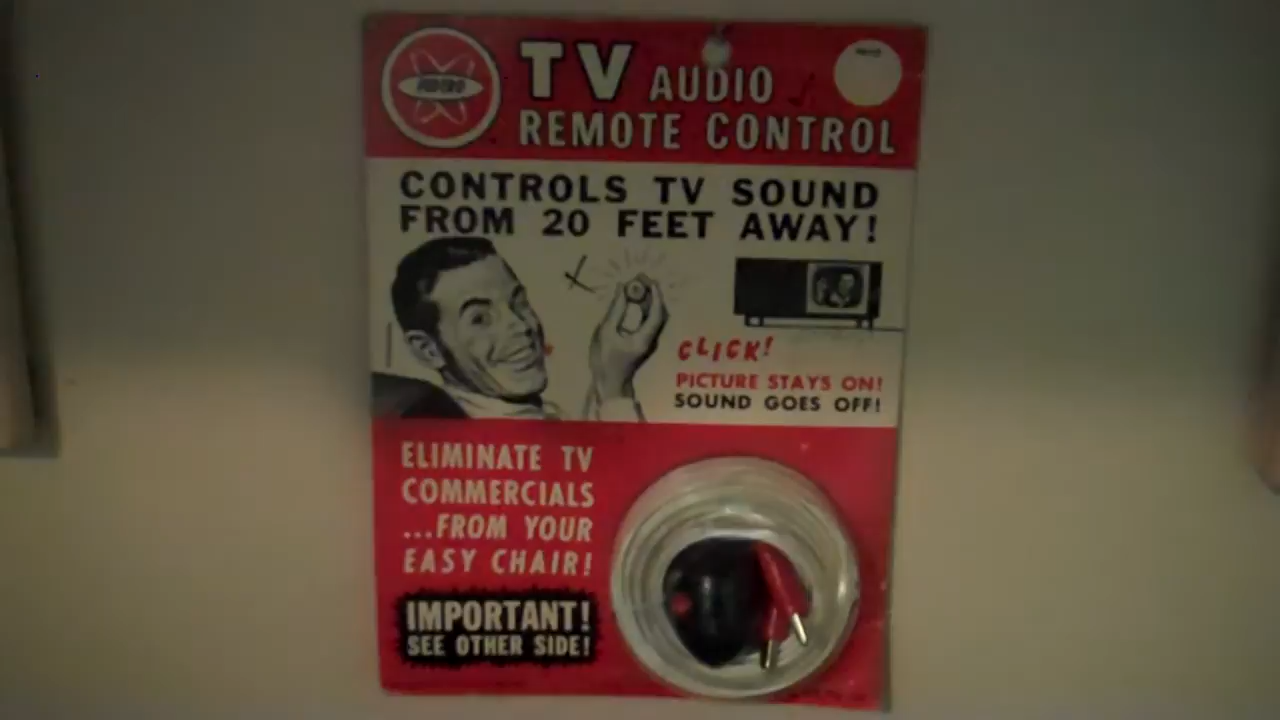 TV AUDIO
REMOTE CONTROL
CONTROLS TV SOUND
FROM 20 FEET AWAY!
CLICK!
PICTURE STAYS ON!
SOUND GOES OFF!
ELIMINATE TV
COMMERCIALS
...FROM YOUR
EASY CHAIR!
IMPORTANT!
SEE OTHER SIDE!